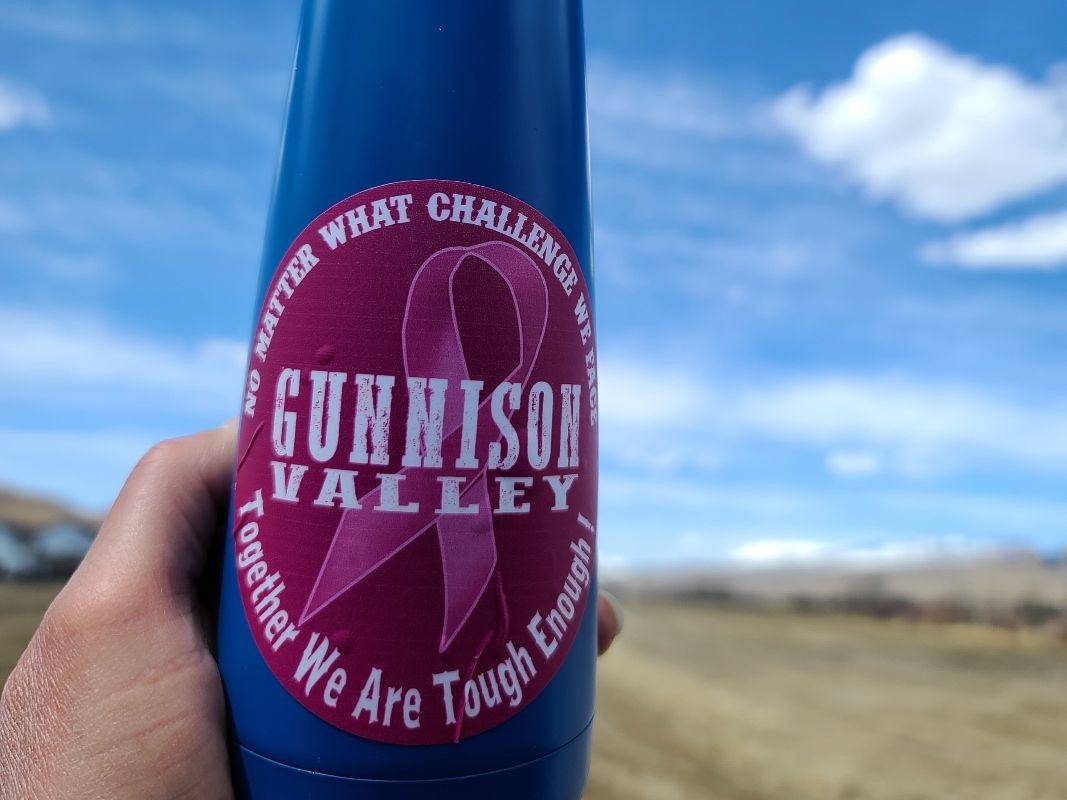 NO MATTER WHAT CHALLENGE WE FACE
GUNNISON
VALLEY
Together We Are Tough Enough!